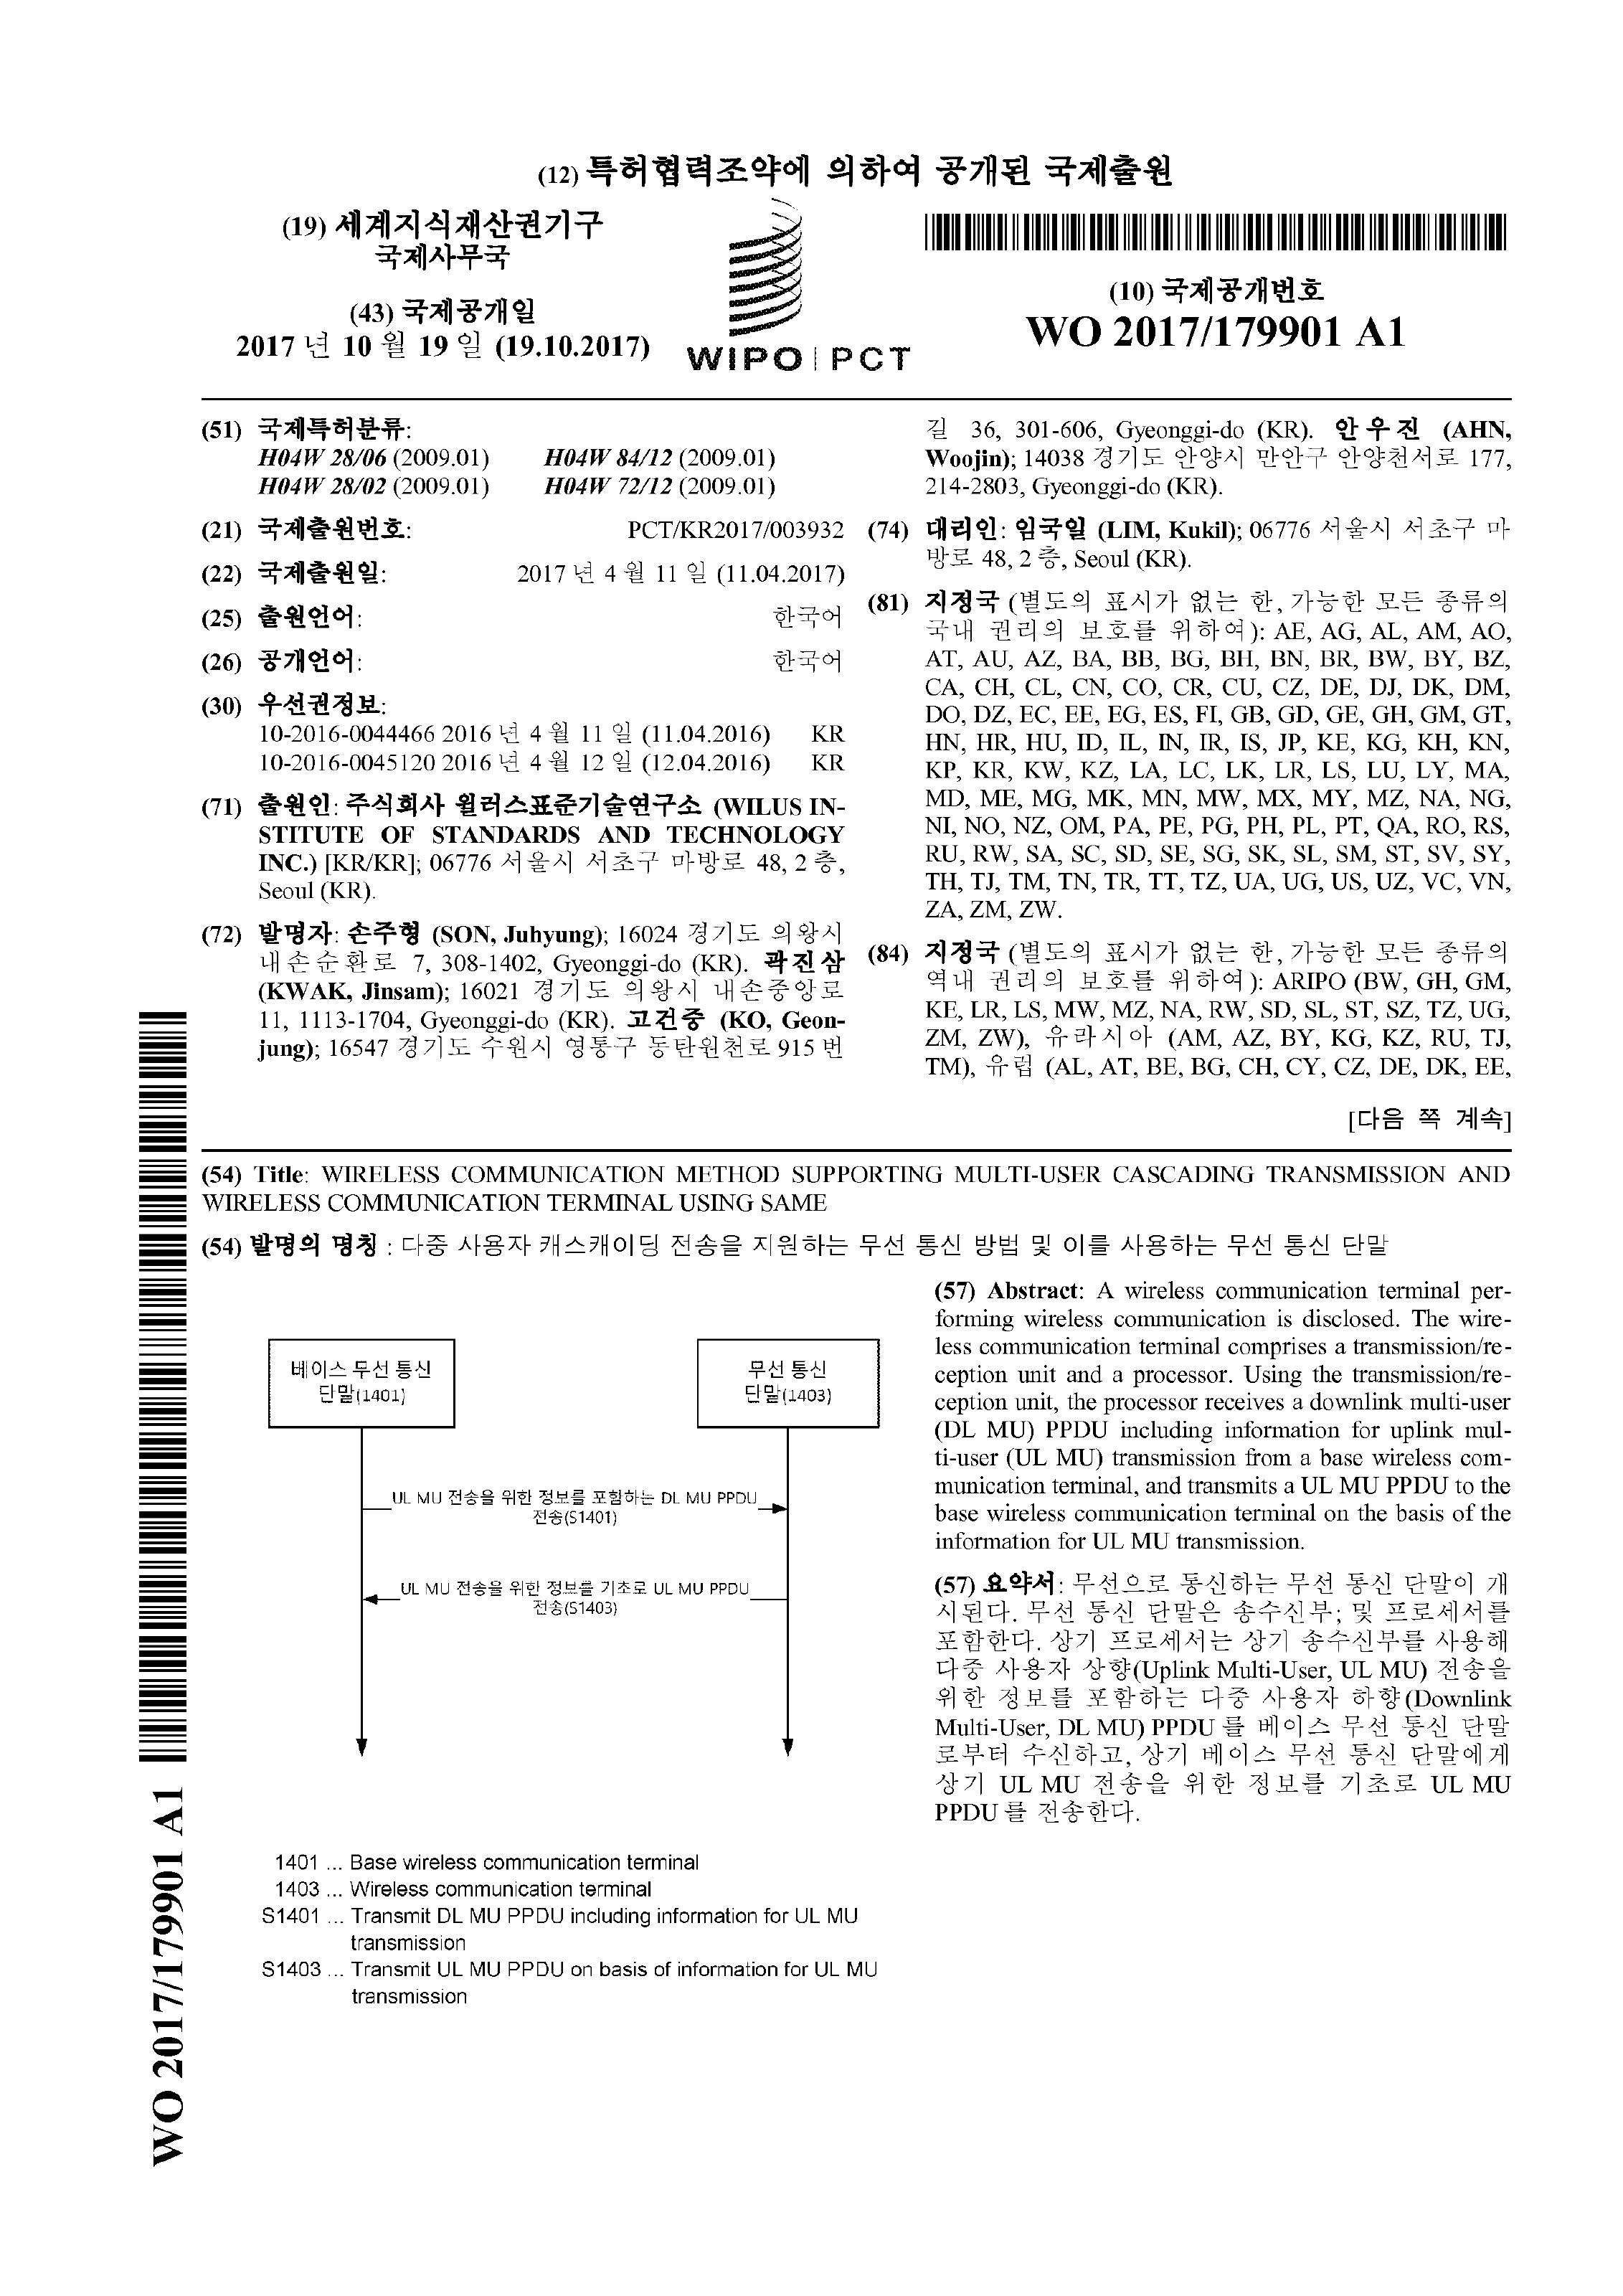 (12) 특허협력조약에 의하여 공개된 국제출원
(19) 세계지식재산권기구
국제사무국
(43) 국제공개일
2017 년 10 월 19 일 (19.10.2017)
WIPO | PCT
(10) 국제공개번호
WO 2017/179901 A1
(51) 국제특허분류:
H04W 28/06 (2009.01) H04W 84/12 (2009.01)
H04W 28/02 (2009.01) H04W 72/12 (2009.01)
(21) 국제출원번호: PCT/KR2017/003932
(22) 국제출원일: 2017 년 4 월 11 일 (11.04.2017)
(25) 출원언어: 한국어
(26) 공개언어: 한국어
(30) 우선권정보:
10-2016-0044466 2016 년 4 월 11 일 (11.04.2016) KR
10-2016-0045120 2016 년 4 월 12 일 (12.04.2016) KR
(71) 출원인: 주식회사 윌러스표준기술연구소 (WILUS IN-
STITUTE OF STANDARDS AND TECHNOLOGY
INC.) [KR/KR]; 06776 서울시 서초구 마방로 48, 2 층,
Seoul (KR).
(72) 발명자: 손주형 (SON, Juhyung); 16024 경기도 의왕시
내손순환로 7, 308-1402, Gyeonggi-do (KR). 곽진삼
(KWAK, Jinsam); 16021 경기도 의왕시 내손중앙로
11, 1113-1704, Gyeonggi-do (KR). 고건중 (KO, Geon-
jung); 16547 경기도 수원시 영통구 동탄원천로 915 번
길 36, 301-606, Gyeonggi-do (KR). 안우진 (AHN,
Woojin); 14038 경기도 안양시 만안구 안양천서로 177,
214-2803, Gyeonggi-do (KR).
(74) 대리인: 임국일 (LIM, Kukil); 06776 서울시 서초구 마
방로 48, 2 층, Seoul (KR).
(81) 지정국 (별도의 표시가 없는 한, 가능한 모든 종류의
국내 권리의 보호를 위하여): AE, AG, AL, AM, AO,
AT, AU, AZ, BA, BB, BG, BH, BN, BR, BW, BY, BZ,
CA, CH, CL, CN, CO, CR, CU, CZ, DE, DJ, DK, DM,
DO, DZ, EC, EE, EG, ES, FI, GB, GD, GE, GH, GM, GT,
HN, HR, HU, ID, IL, IN, IR, IS, JP, KE, KG, KH, KN,
KP, KR, KW, KZ, LA, LC, LK, LR, LS, LU, LY, MA,
MD, ME, MG, MK, MN, MW, MX, MY, MZ, NA, NG,
NI, NO, NZ, OM, PA, PE, PG, PH, PL, PT, QA, RO, RS,
RU, RW, SA, SC, SD, SE, SG, SK, SL, SM, ST, SV, SY,
TH, TJ, TM, TN, TR, TT, TZ, UA, UG, US, UZ, VC, VN,
ZA, ZM, ZW.
(84) 지정국 (별도의 표시가 없는 한, 가능한 모든 종류의
역내 권리의 보호를 위하여): ARIPO (BW, GH, GM,
KE, LR, LS, MW, MZ, NA, RW, SD, SL, ST, SZ, TZ, UG,
ZM, ZW), 유라시아 (AM, AZ, BY, KG, KZ, RU, TJ,
TM), 유럽 (AL, AT, BE, BG, CH, CY, CZ, DE, DK, EE,
[다음 쪽 계속]
(54) Title: WIRELESS COMMUNICATION METHOD SUPPORTING MULTI-USER CASCADING TRANSMISSION AND
WIRELESS COMMUNICATION TERMINAL USING SAME
(54) 발명의 명칭 : 다중 사용자 캐스캐이딩 전송을 지원하는 무선 통신 방법 및 이를 사용하는 무선 통신 단말
베이스 무선 통신
단말(1401)
무선 통신
단말(1403)
UL MU 전송을 위한 정보를 포함하는 DL MU PPDU
전송(S1401)
UL MU 전송을 위한 정보를 기초로 UL MU PPDU
전송(S1403)
1401 ... Base wireless communication terminal
1403 ... Wireless communication terminal
S1401 ... Transmit DL MU PPDU including information for UL MU
transmission
S1403 ... Transmit UL MU PPDU on basis of information for UL MU
transmission
(57) Abstract: A wireless communication terminal per-
forming wireless communication is disclosed. The wire-
less communication terminal comprises a transmission/re-
ception unit and a processor. Using the transmission/re-
ception unit, the processor receives a downlink multi-user
(DL MU) PPDU including information for uplink mul-
ti-user (UL MU) transmission from a base wireless com-
munication terminal, and transmits a UL MU PPDU to the
base wireless communication terminal on the basis of the
information for UL MU transmission.
(57) 요약서: 무선으로 통신하는 무선 통신 단말이 개
시된다. 무선 통신 단말은 송수신부; 및 프로세서를
포함한다. 상기 프로세서는 상기 송수신부를 사용해
다중 사용자 상향(Uplink Multi-User, UL MU) 전송을
위한 정보를 포함하는 다중 사용자 하향(Downlink
Multi-User, DL MU) PPDU 를 베이스 무선 통신 단말
로부터 수신하고, 상기 베이스 무선 통신 단말에게
상기 UL MU 전송을 위한 정보를 기초로 UL MU
PPDU 를 전송한다.
WO 2017/179901 A1